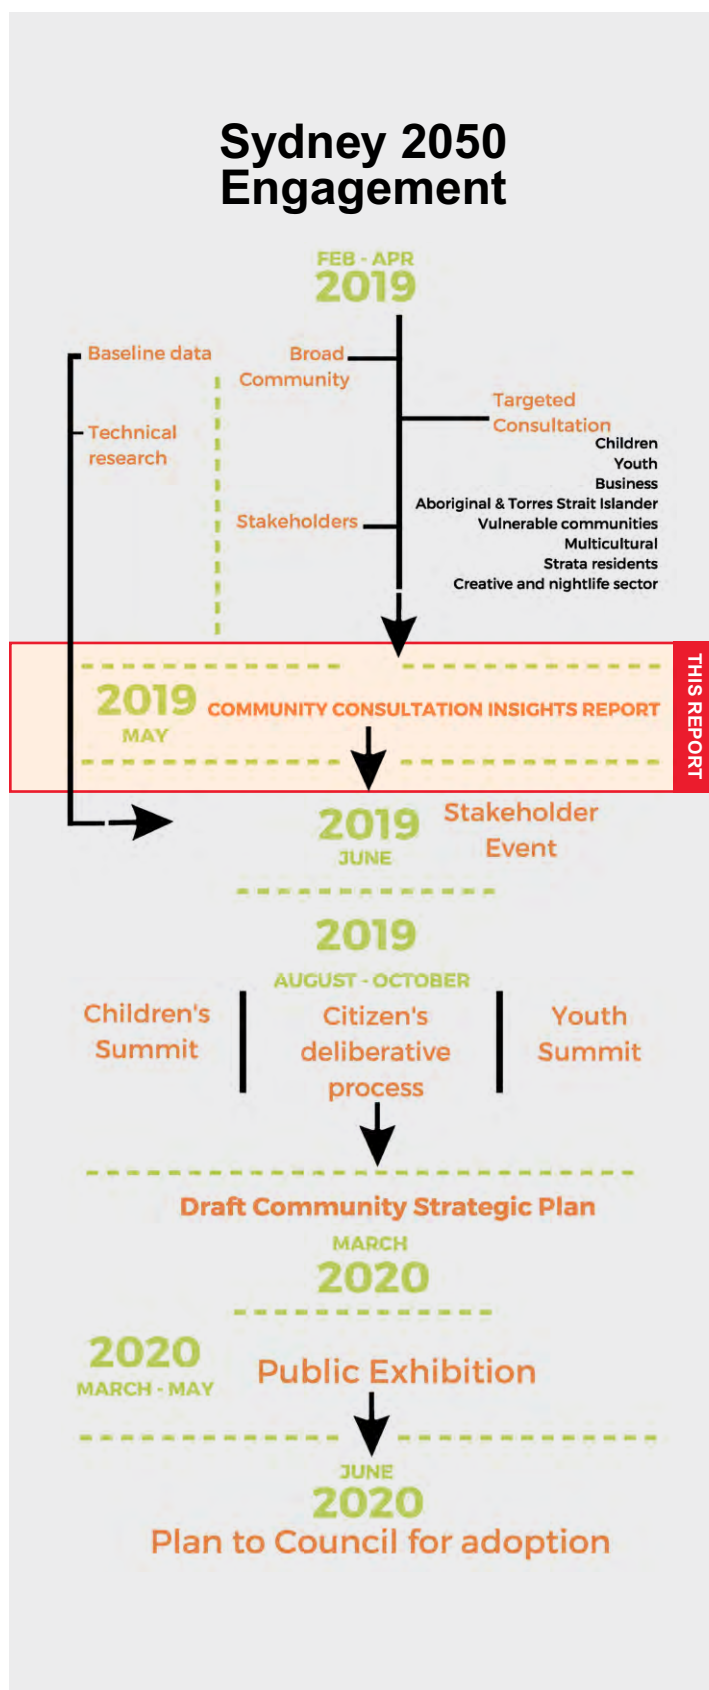 Sydney 2050
Engagement
FEB - APR
2019
Baseline data
Technical
research
Broad
Community
Stakeholders
Targeted
Consultation
Children
Youth
Business
Aboriginal & Torres Strait Islander
Vulnerable communities
Multicultural
Strata residents
Creative and nightlife sector
THIS REPORT
2019
MAY
COMMUNITY CONSULTATION INSIGHTS REPORT
2019
JUNE
Stakeholder
Event
2019
AUGUST - OCTOBER
Children's
Summit
Citizen's
deliberative
process
Youth
Summit
Draft Community Strategic Plan
MARCH
2020
2020
MARCH - MAY
Public Exhibition
JUNE
2020
Plan to Council for adoption